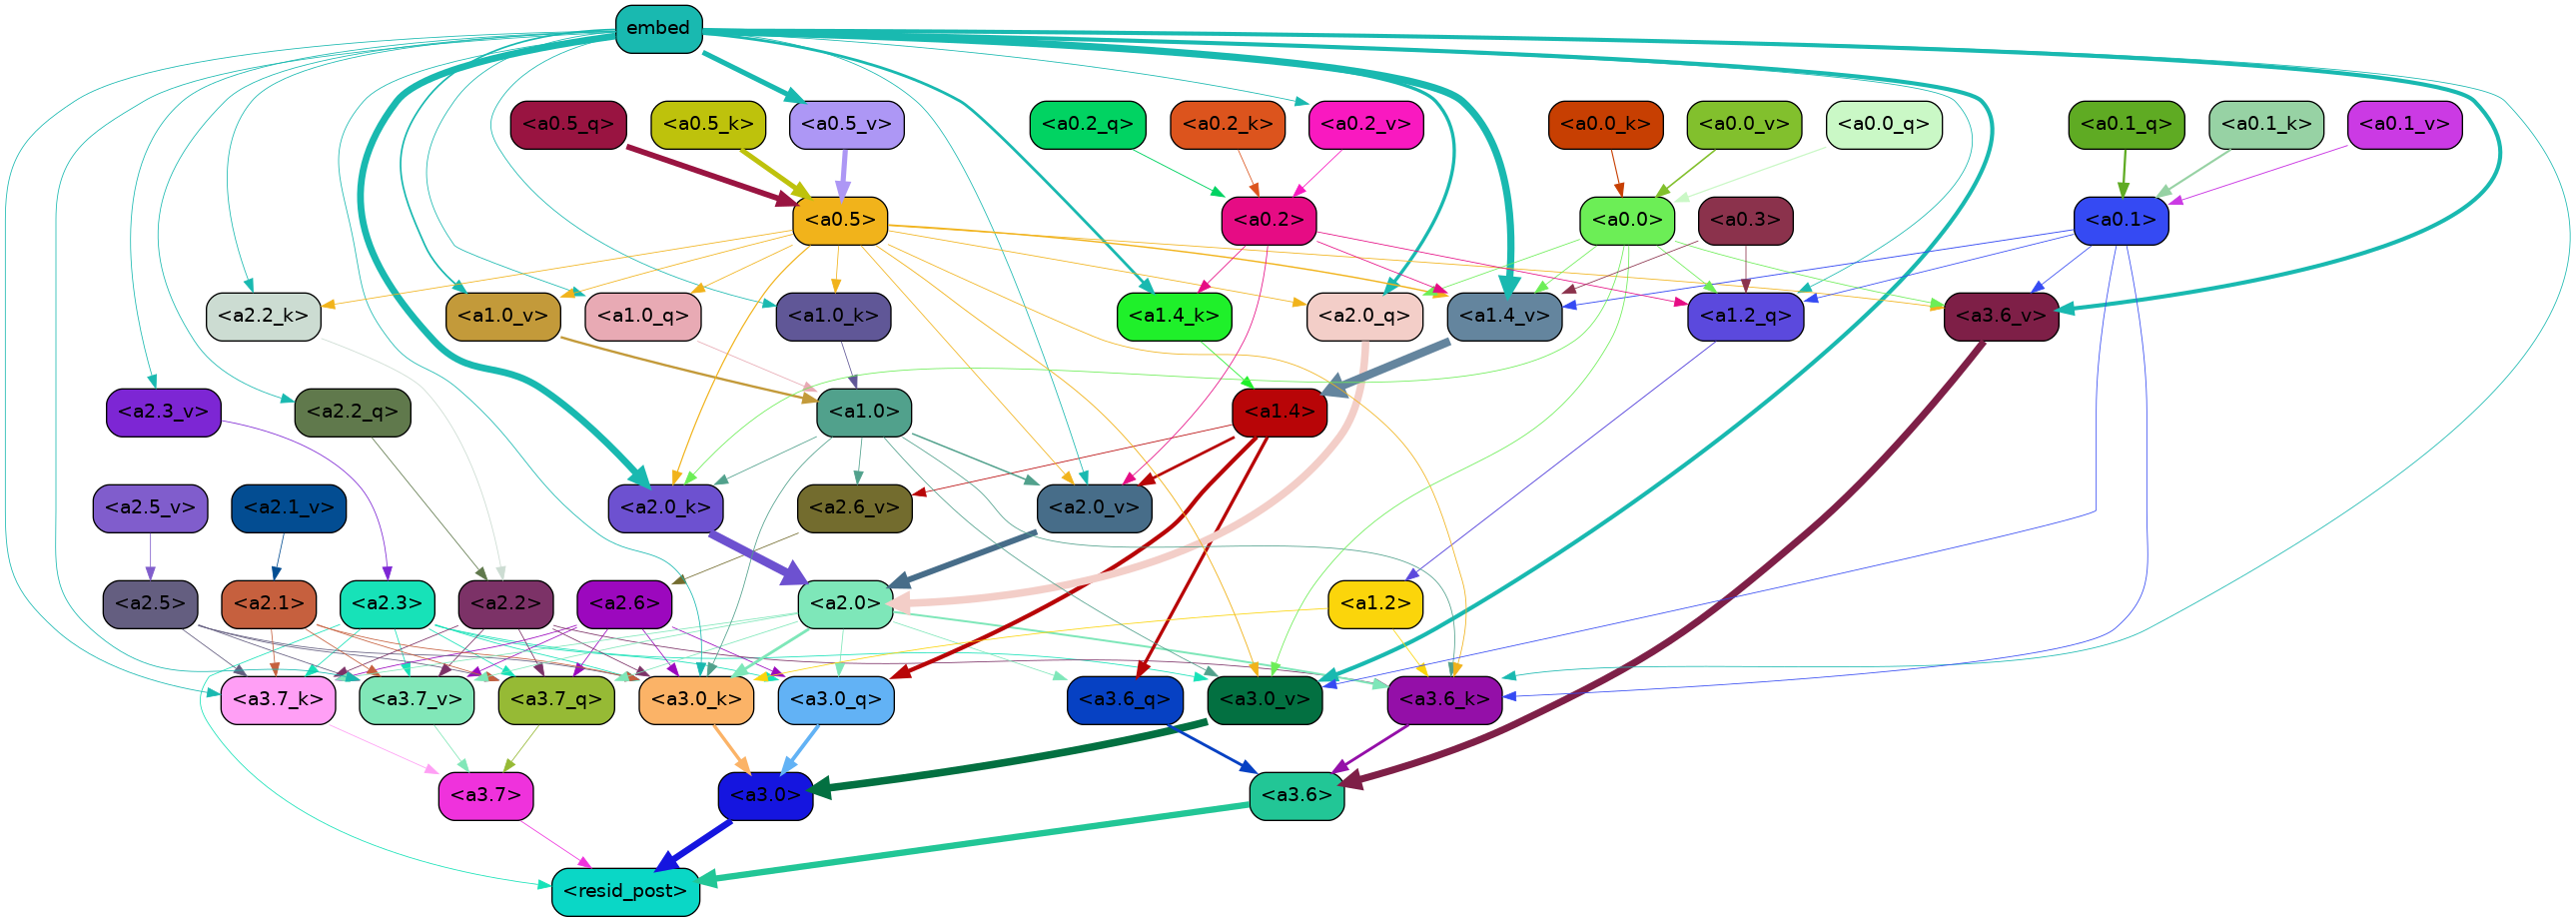 embed
<a0.5_q>
<a0.5_k>
<a0.5_v>
<a0.2_q>
<a0.2_k>
<a0.2_v>
<a0.0_k>
<a0.0_v>
<a0.0_q>
<a0.1_q>
<a0.1_k>
<a0.1_v>
<a0.5>
<a0.2>
<a0.0>
<a0.3>
<a0.1>
<a2.2_k>
<a1.0_v>
<a1.0_q>
<a1.0_k>
<a1.4_k>
<a2.0_q>
<a1.4_v>
<a1.2_q>
<a3.6_v>
<a2.3_v>
<a2.2_q>
<a1.0>
<a1.4>
<a2.5_v>
<a2.1_v>
<a2.0_k>
<a2.6_v>
<a2.0_v>
<a2.5>
<a2.1>
<a2.3>
<a2.2>
<a2.6>
<a2.0>
<a1.2>
<a3.7_k>
<a3.7_v>
<a3.7_q>
<a3.0_k>
<a3.0_q>
<a3.6_q>
<a3.0_v>
<a3.6_k>
<a3.7>
<a3.0>
<a3.6>
<resid_post>